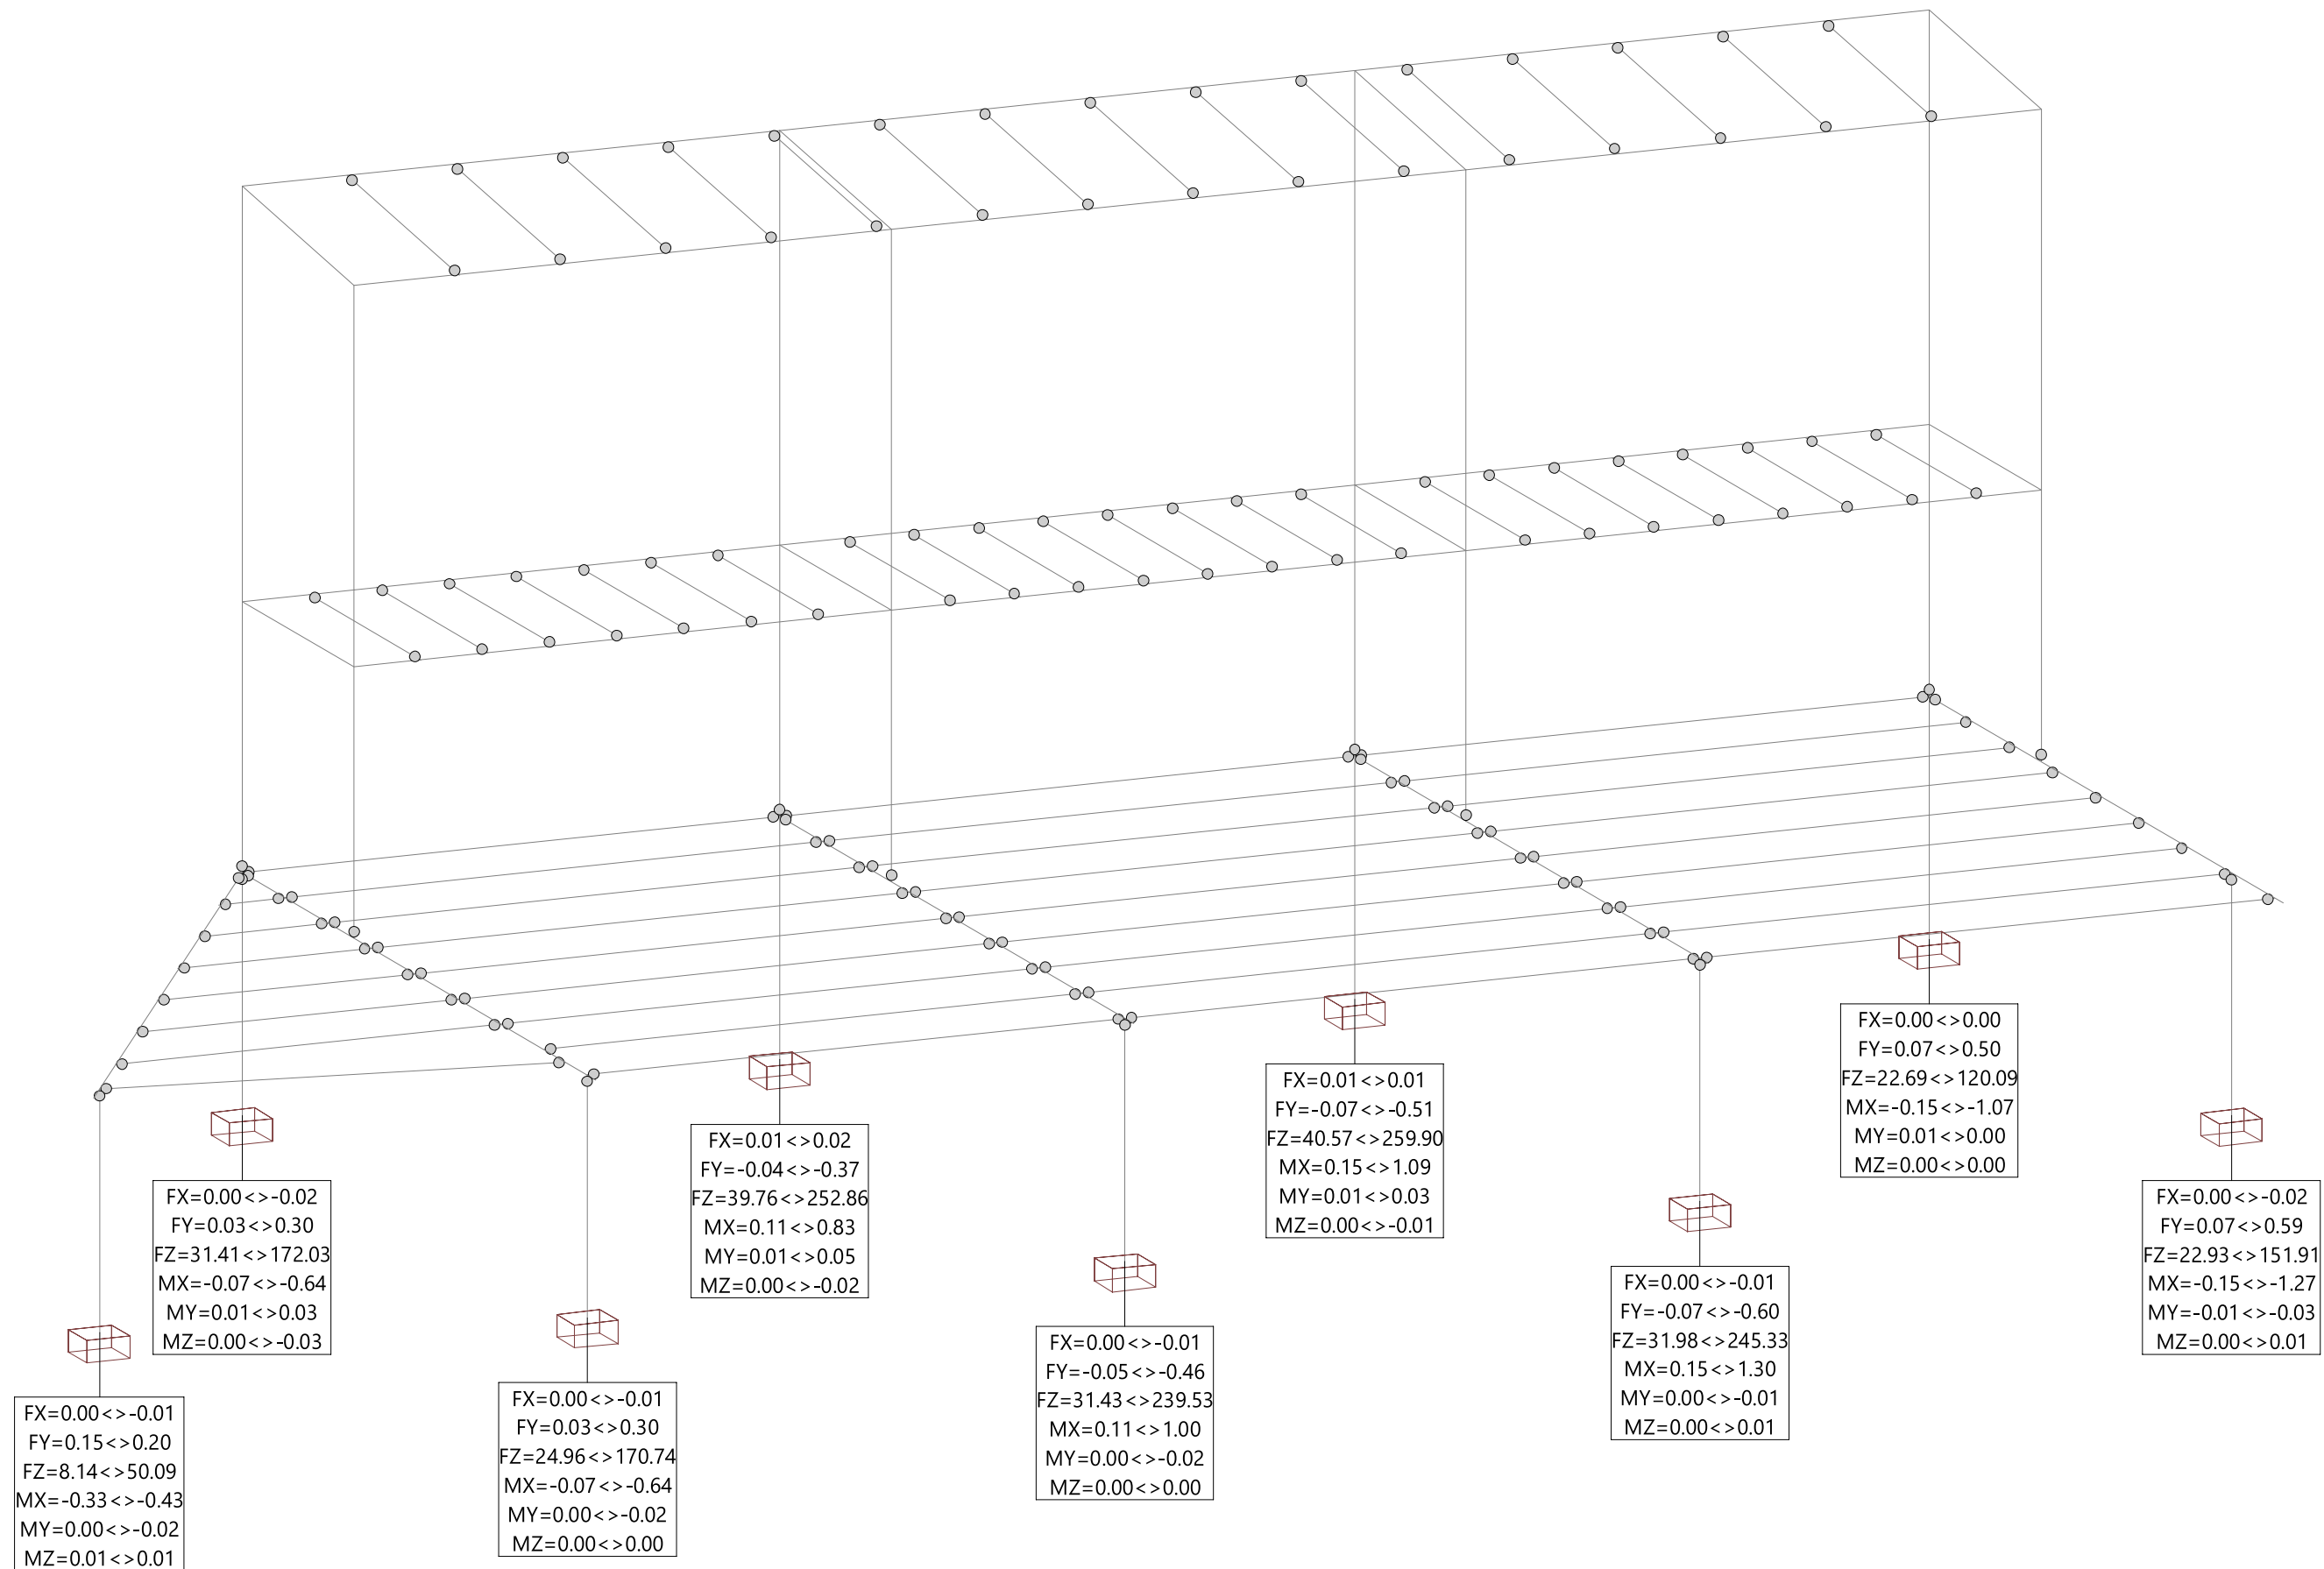 FX=0.00<>0.00
FY=0.07<>0.50
FZ=22.69<>120.09
MX=-0.15<>-1.07
MY=0.01<>0.00
MZ=0.00<>0.00
FX=0.01<>0.01
FY=-0.07<>-0.51
FZ=40.57<>259.90
MX=0.15<>1.09
MY=0.01<>0.03
MZ=0.00<>-0.01
FX=0.01<>0.02
FY=-0.04<>-0.37
FZ=39.76<>252.86
MX=0.11<>0.83
MY=0.01<>0.05
MZ=0.00<>-0.02
FX=0.00<>-0.02
FY=0.03<>0.30
FZ=31.41<>172.03
MX=-0.07<>-0.64
MY=0.01<>0.03
MZ=0.00<>-0.03
FX=0.00<>-0.02
FY=0.07<>0.59
FZ=22.93<>151.91
MX=-0.15<>-1.27
MY=-0.01<>-0.03
MZ=0.00<>0.01
FX=0.00<>-0.01
FY=-0.07<>-0.60
FZ=31.98<>245.33
MX=0.15<>1.30
MY=0.00<>-0.01
MZ=0.00<>0.01
FX=0.00<>-0.01
FY=-0.05<>-0.46
FZ=31.43<>239.53
MX=0.11<>1.00
MY=0.00<>-0.02
MZ=0.00<>0.00
FX=0.00<>-0.01
FY=0.03<>0.30
FZ=24.96<>170.74
MX=-0.07<>-0.64
MY=0.00<>-0.02
MZ=0.00<>0.00
FX=0.00<>-0.01
FY=0.15<>0.20
FZ=8.14<>50.09
MX=-0.33<>-0.43
MY=0.00<>-0.02
MZ=0.01<>0.01